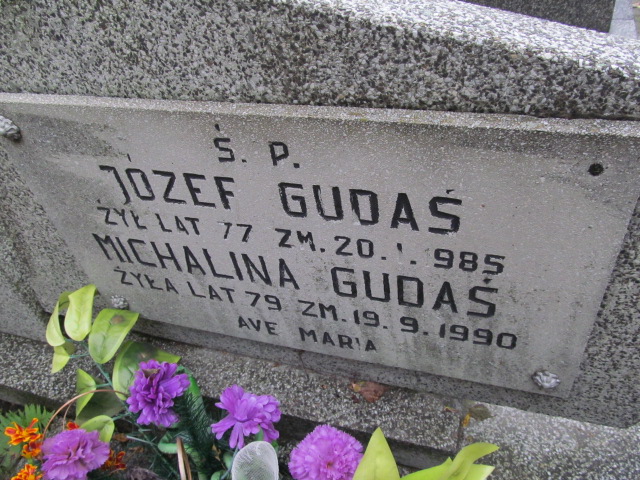 Ś. P.
JÓZEF GUDAŚ
ŻYŁ LAT 77 ZM. 20. 1. 985
MICHALINA GUDAŚ
ŻYŁA LAT 79 ZM. 19. 9. 1990
AVE MARIA